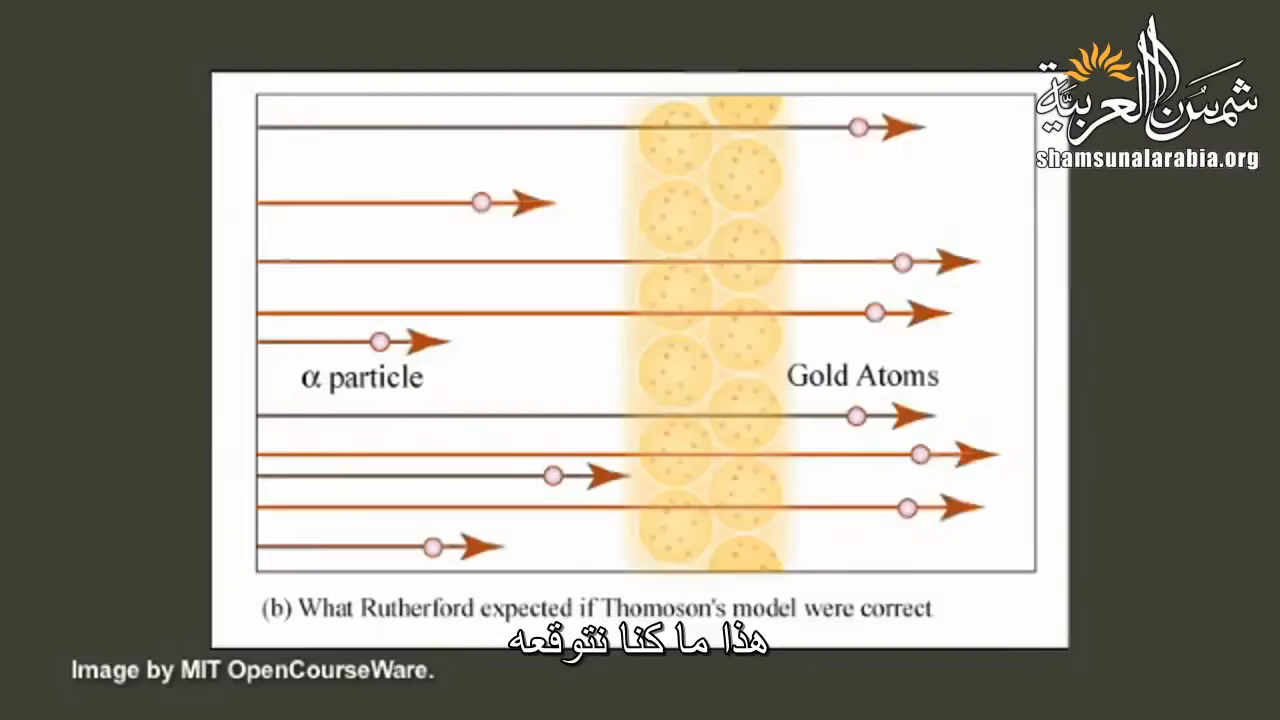 شمس العربية
shamsunalarabia.org
α particle
Gold Atoms
(b) What Rutherford expected if Thomoson's model were correct
هذا ما كنا نتوقعه
Image by MIT OpenCourseWare.